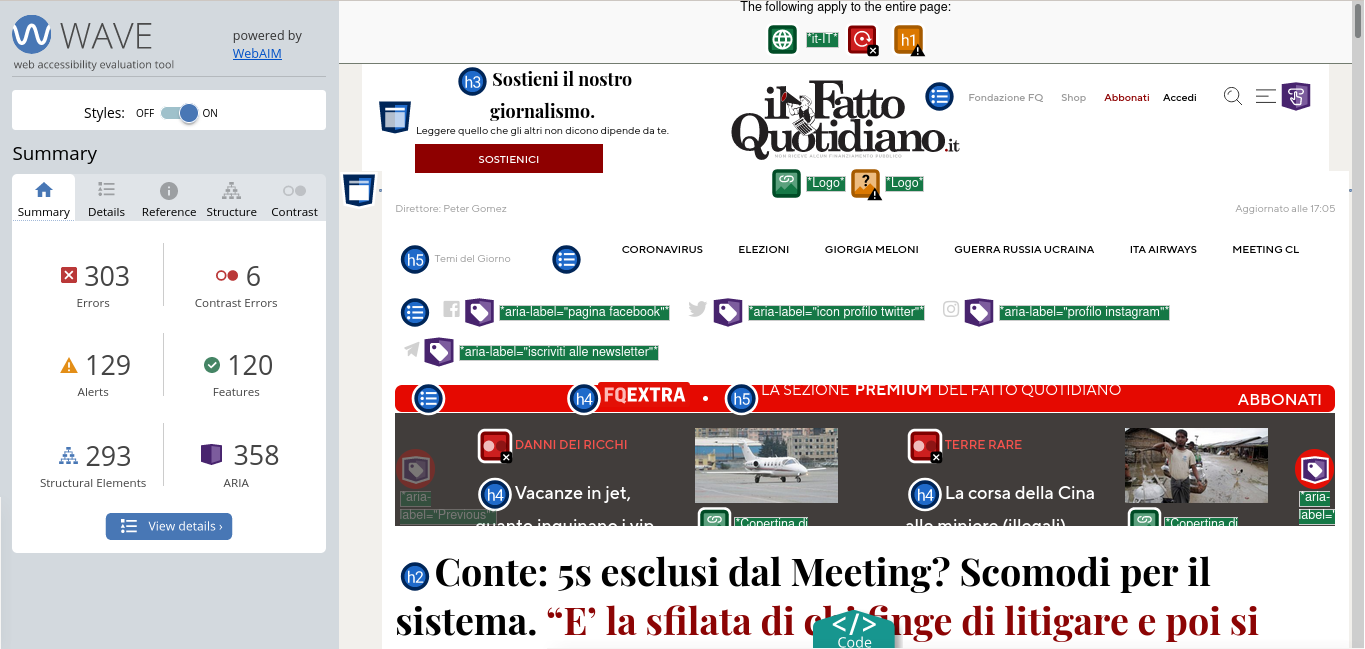 The following apply to the entire page:
*it-IT*
h1
WAVE
powered by
WebAIM
web accessibility evaluation tool
Styles: OFF ON
Summary
Summary Details Reference Structure Contrast
303
Errors
6
Contrast Errors
129
Alerts
120
Features
293
Structural Elements
358
ARIA
View details ›
h3 Sostieni il nostro
giornalismo.
Leggere quello che gli altri non dicono dipende da te.
SOSTIENICI
il Fatto
Quotidiano.it
NON RICEVE ALCUN FINANZIAMENTO PUBBLICO
Fondazione FQ Shop Abbonati Accedi
*Logo* ? *Logo*
Direttore: Peter Gomez
Aggiornato alle 17:05
h5 Temi del Giorno
CORONAVIRUS ELEZIONI GIORGIA MELONI GUERRA RUSSIA UCRAINA ITA AIRWAYS MEETING CL
*aria-label="pagina facebook"* *aria-label="icon profilo twitter"* *aria-label="profilo instagram"*
*aria-label="iscriviti alle newsletter"*
h4 FQEXTRA • h5 LA SEZIONE PREMIUM DEL FATTO QUOTIDIANO ABBONATI
DANNI DEI RICCHI
TERRE RARE
*aria-
label="Previous"*
h4 Vacanze in jet,
quanto inquinano i vip
*Copertina di
h4 La corsa della Cina
alle miniere (illegali)
*Copertina di
*aria-
label="
h2 Conte: 5s esclusi dal Meeting? Scomodi per il
sistema. “E’ la sfilata di chi finge di litigare e poi si
</>
Code